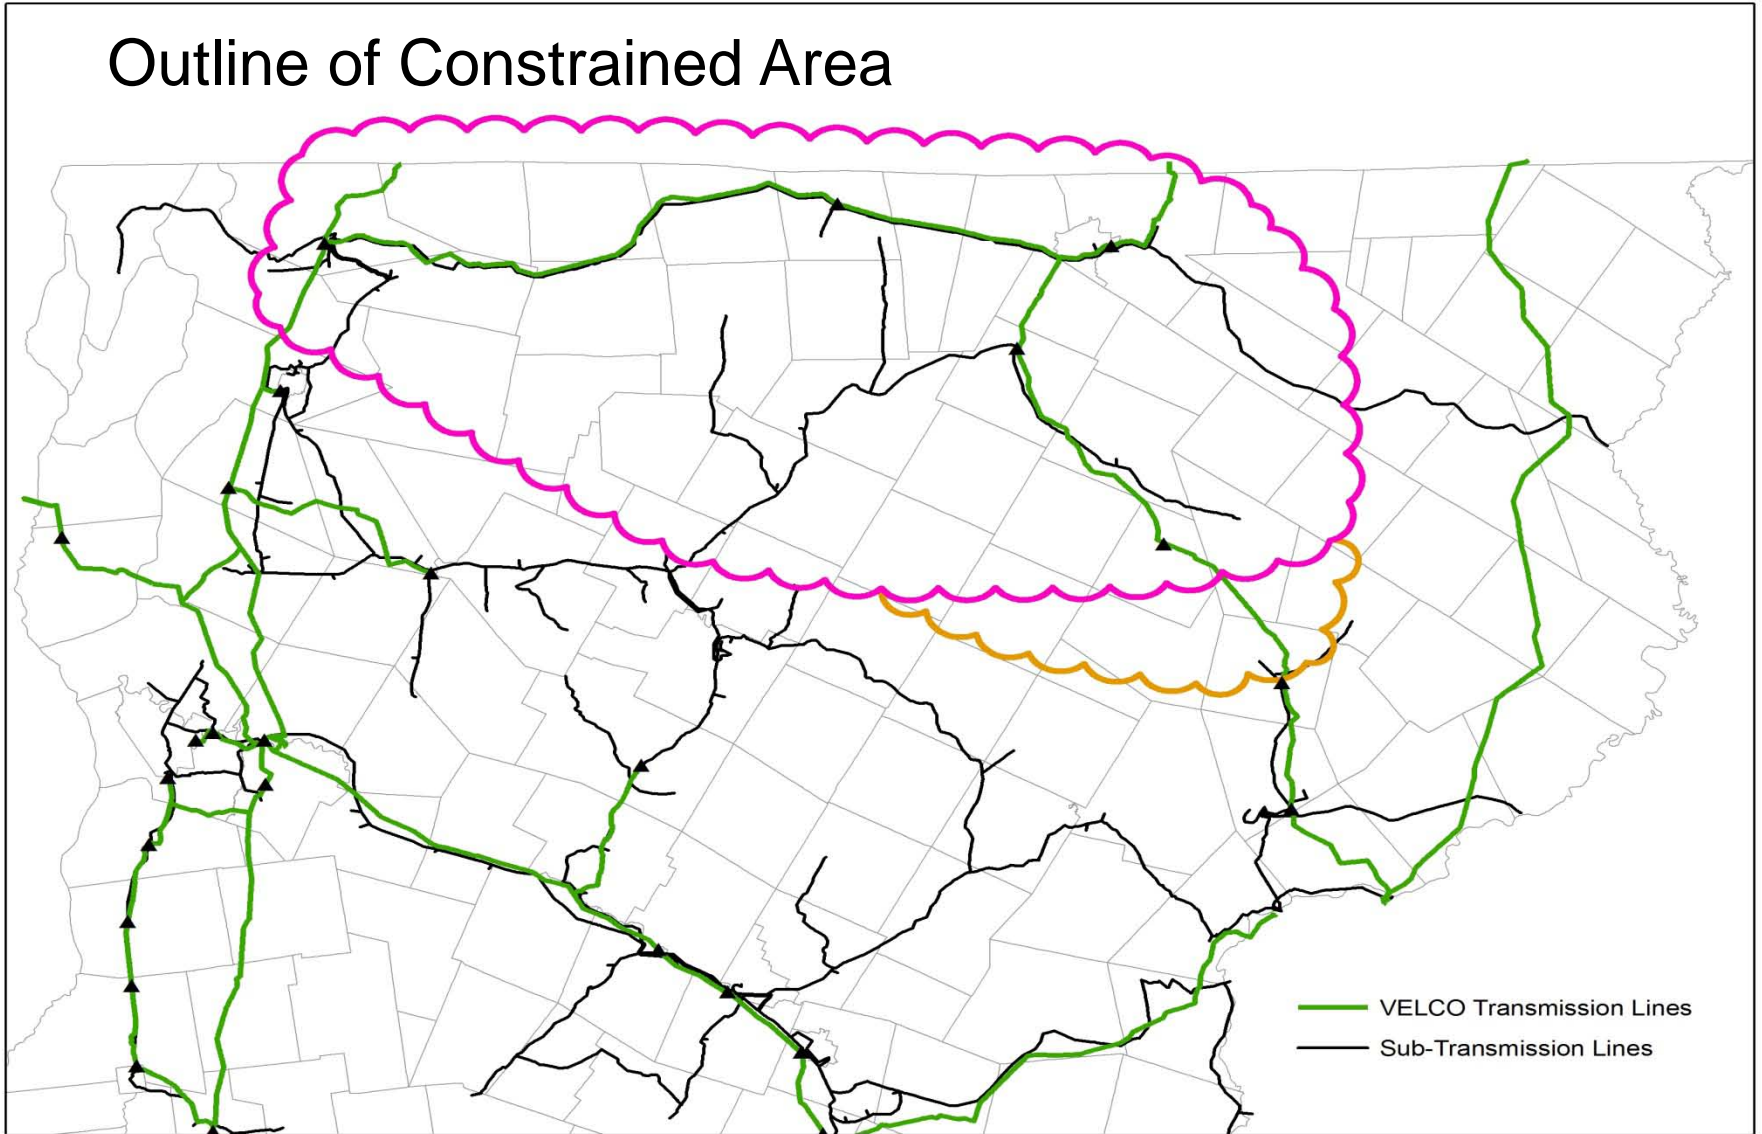 Outline of Constrained Area
VELCO Transmission Lines
Sub-Transmission Lines